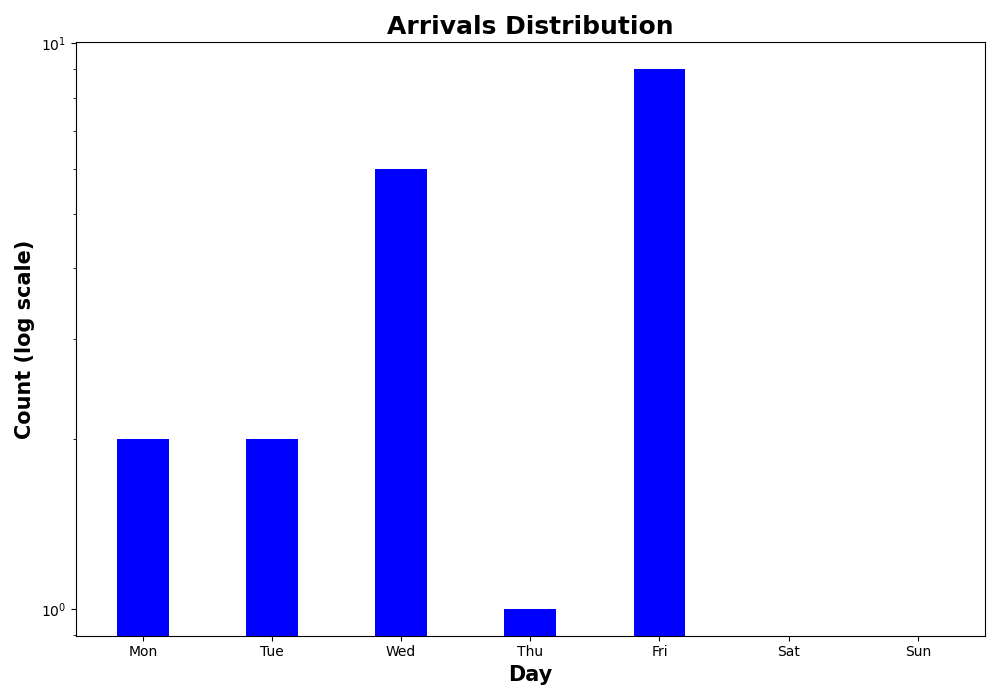 Arrivals Distribution
10¹
Count (log scale)
10⁰
Mon Tue Wed Thu Fri Sat Sun
Day